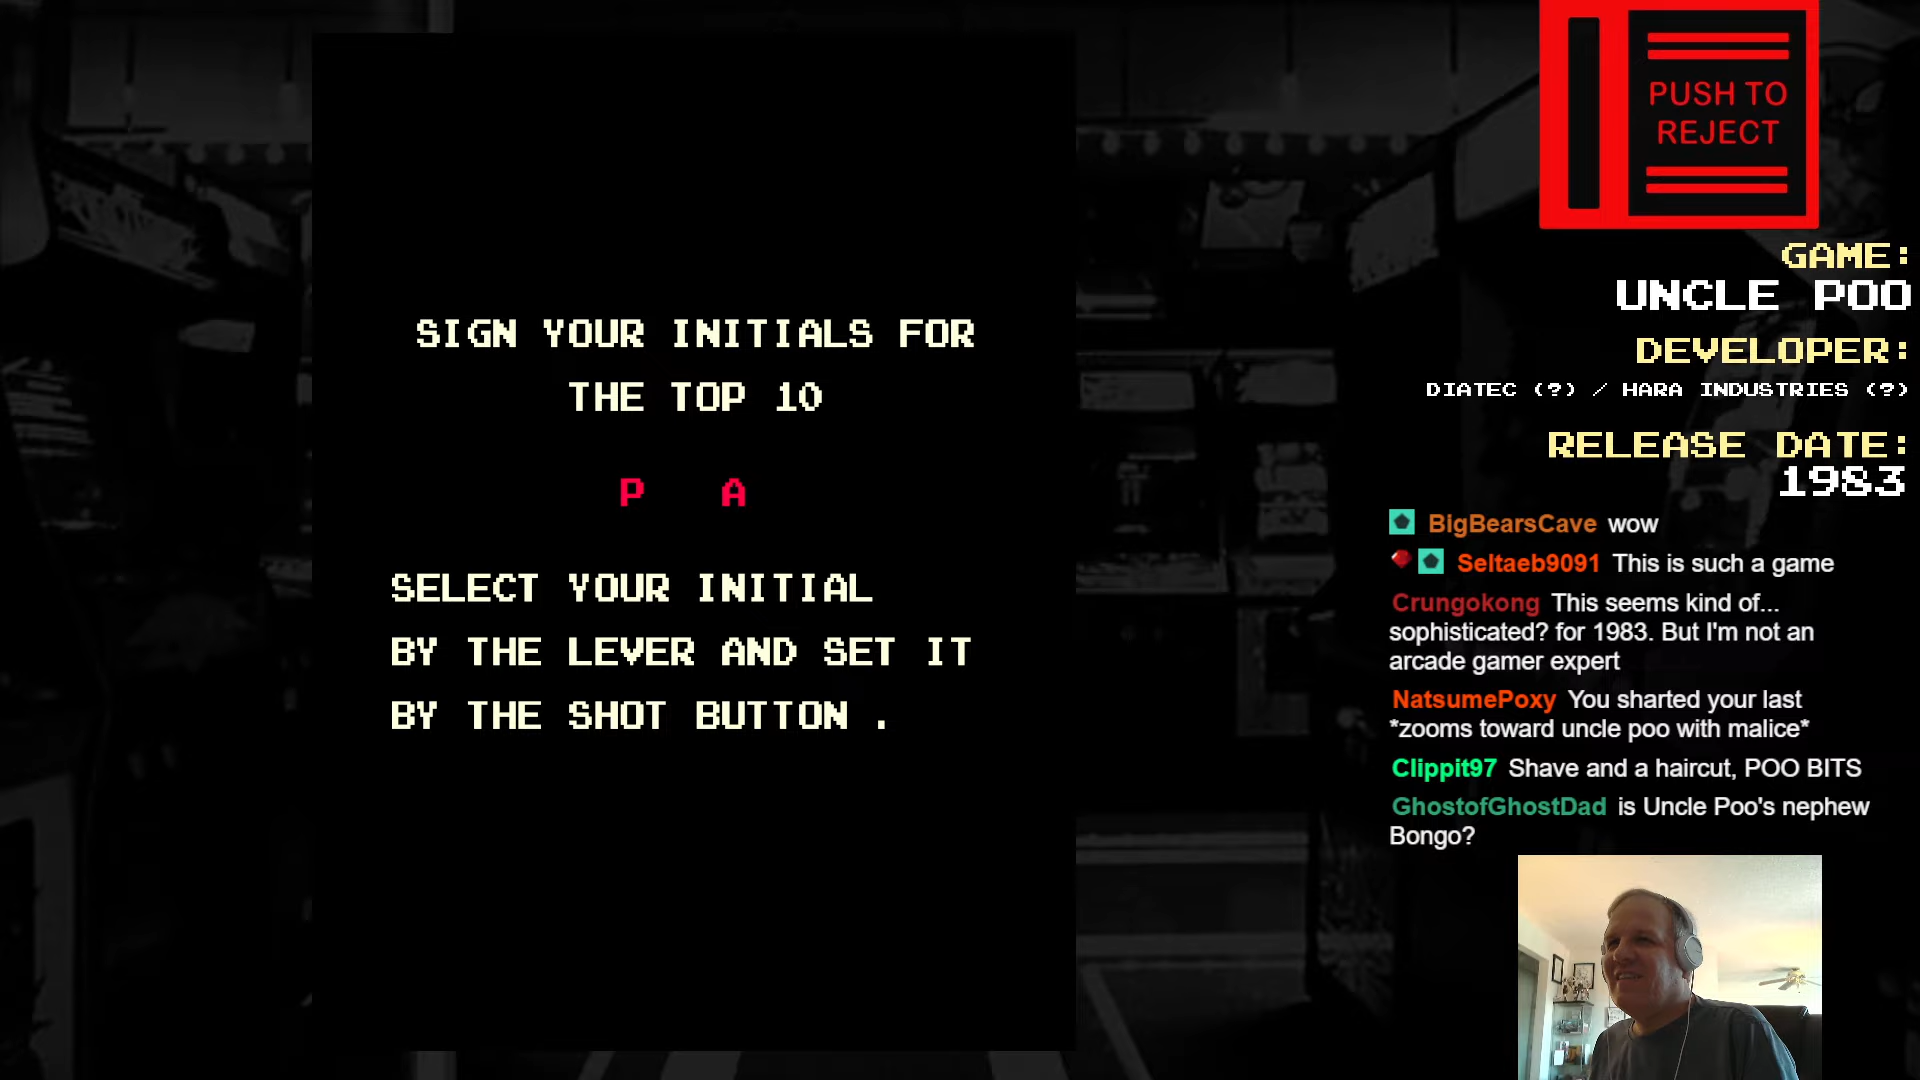 SIGN YOUR INITIALS FOR
THE TOP 10
P A
SELECT YOUR INITIAL
BY THE LEVER AND SET IT
BY THE SHOT BUTTON .
PUSH TO
REJECT
GAME:
UNCLE POO
DEVELOPER:
DIATEC (?) / HARA INDUSTRIES (?)
RELEASE DATE:
1983
BigBearsCave wow
Seltaeb9091 This is such a game
Crungokong This seems kind of...
sophisticated? for 1983. But I'm not an
arcade gamer expert
NatsumePoxy You sharted your last
*zooms toward uncle poo with malice*
Clippit97 Shave and a haircut, POO BITS
GhostofGhostDad is Uncle Poo's nephew
Bongo?